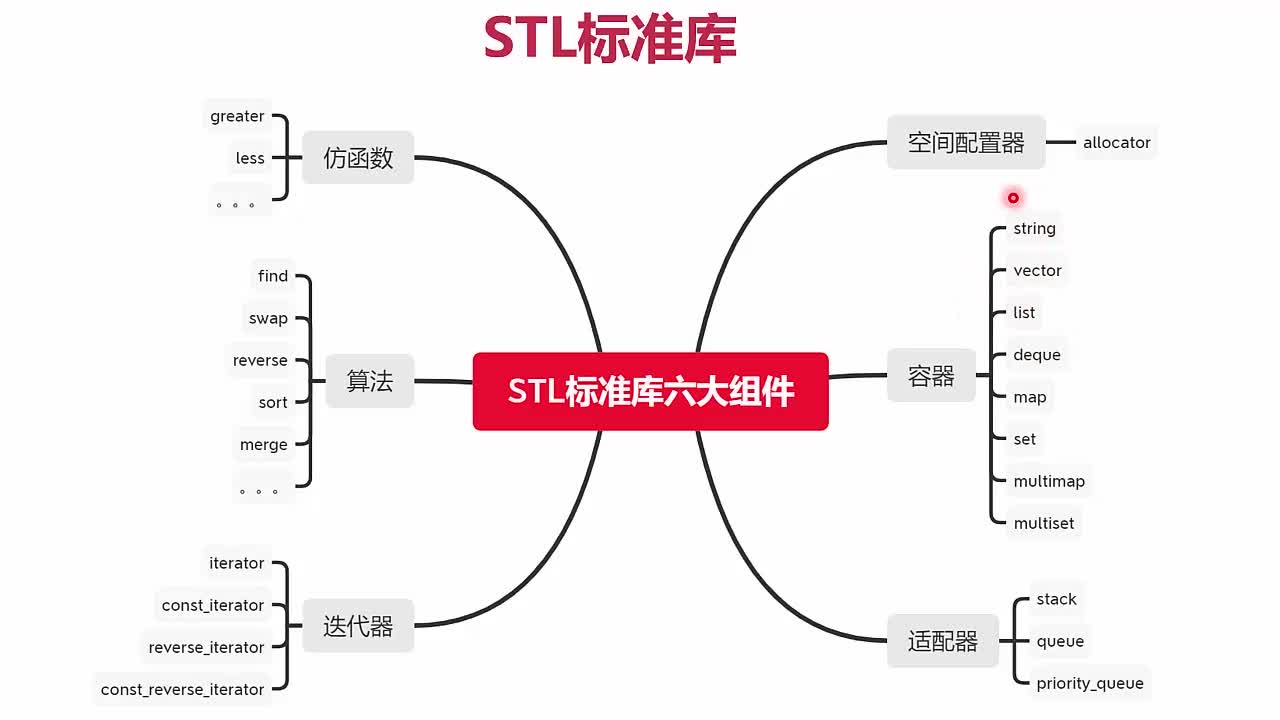 STL标准库
STL标准库六大组件
仿函数
greater
less
。。。
算法
find
swap
reverse
sort
merge
。。。
迭代器
iterator
const_iterator
reverse_iterator
const_reverse_iterator
空间配置器
allocator
容器
string
vector
list
deque
map
set
multimap
multiset
适配器
stack
queue
priority_queue